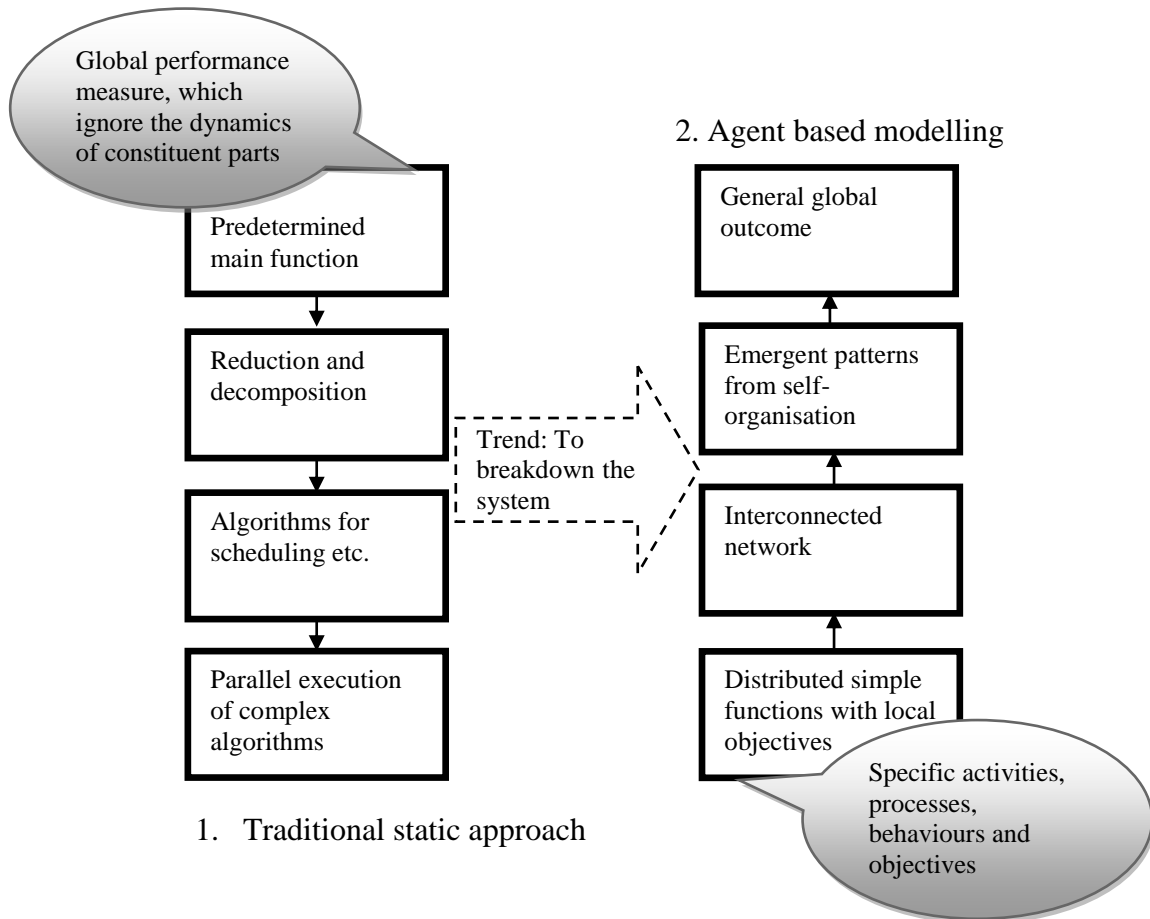 Global performance
measure, which
ignore the dynamics
of constituent parts
Predetermined
main function
Reduction and
decomposition
Algorithms for
scheduling etc.
Parallel execution
of complex
algorithms
1. Traditional static approach
Trend: To
breakdown the
system
2. Agent based modelling
General global
outcome
Emergent patterns
from self-
organisation
Interconnected
network
Distributed simple
functions with local
objectives
Specific activities,
processes,
behaviours and
objectives